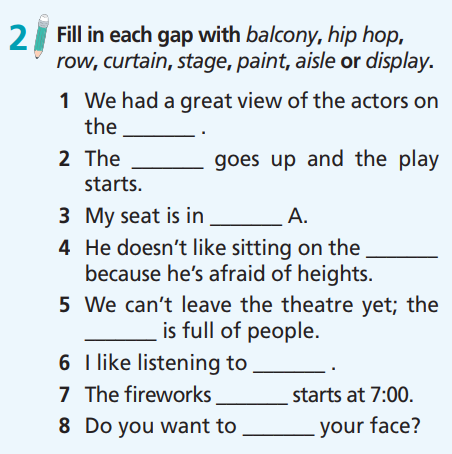 2 Fill in each gap with balcony, hip hop,
row, curtain, stage, paint, aisle or display.
1 We had a great view of the actors on
the _______ .
2 The _______ goes up and the play
starts.
3 My seat is in _______ A.
4 He doesn't like sitting on the _______
because he's afraid of heights.
5 We can't leave the theatre yet; the
_______ is full of people.
6 I like listening to _______ .
7 The fireworks _______ starts at 7:00.
8 Do you want to _______ your face?